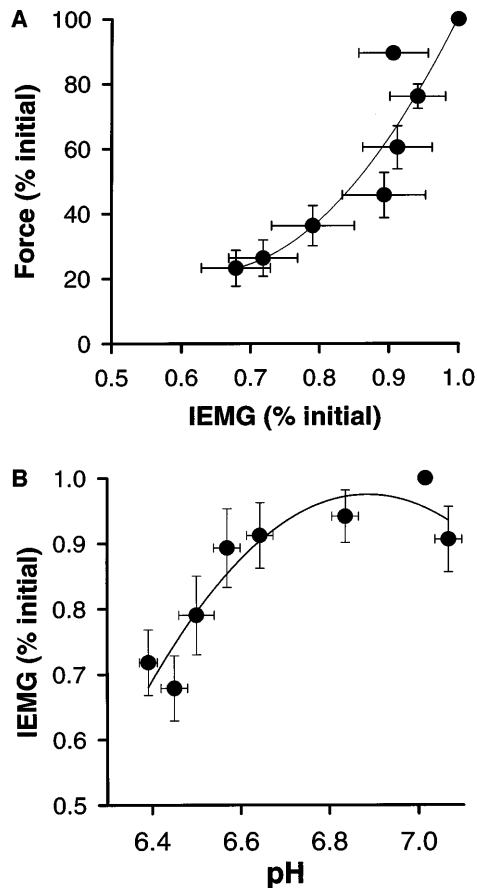 A
100
80
60
40
20
0
Force (% initial)
0.5 0.6 0.7 0.8 0.9 1.0
IEMG (% initial)
B
1.0
0.9
0.8
0.7
0.6
0.5
IEMG (% initial)
6.4 6.6 6.8 7.0
pH